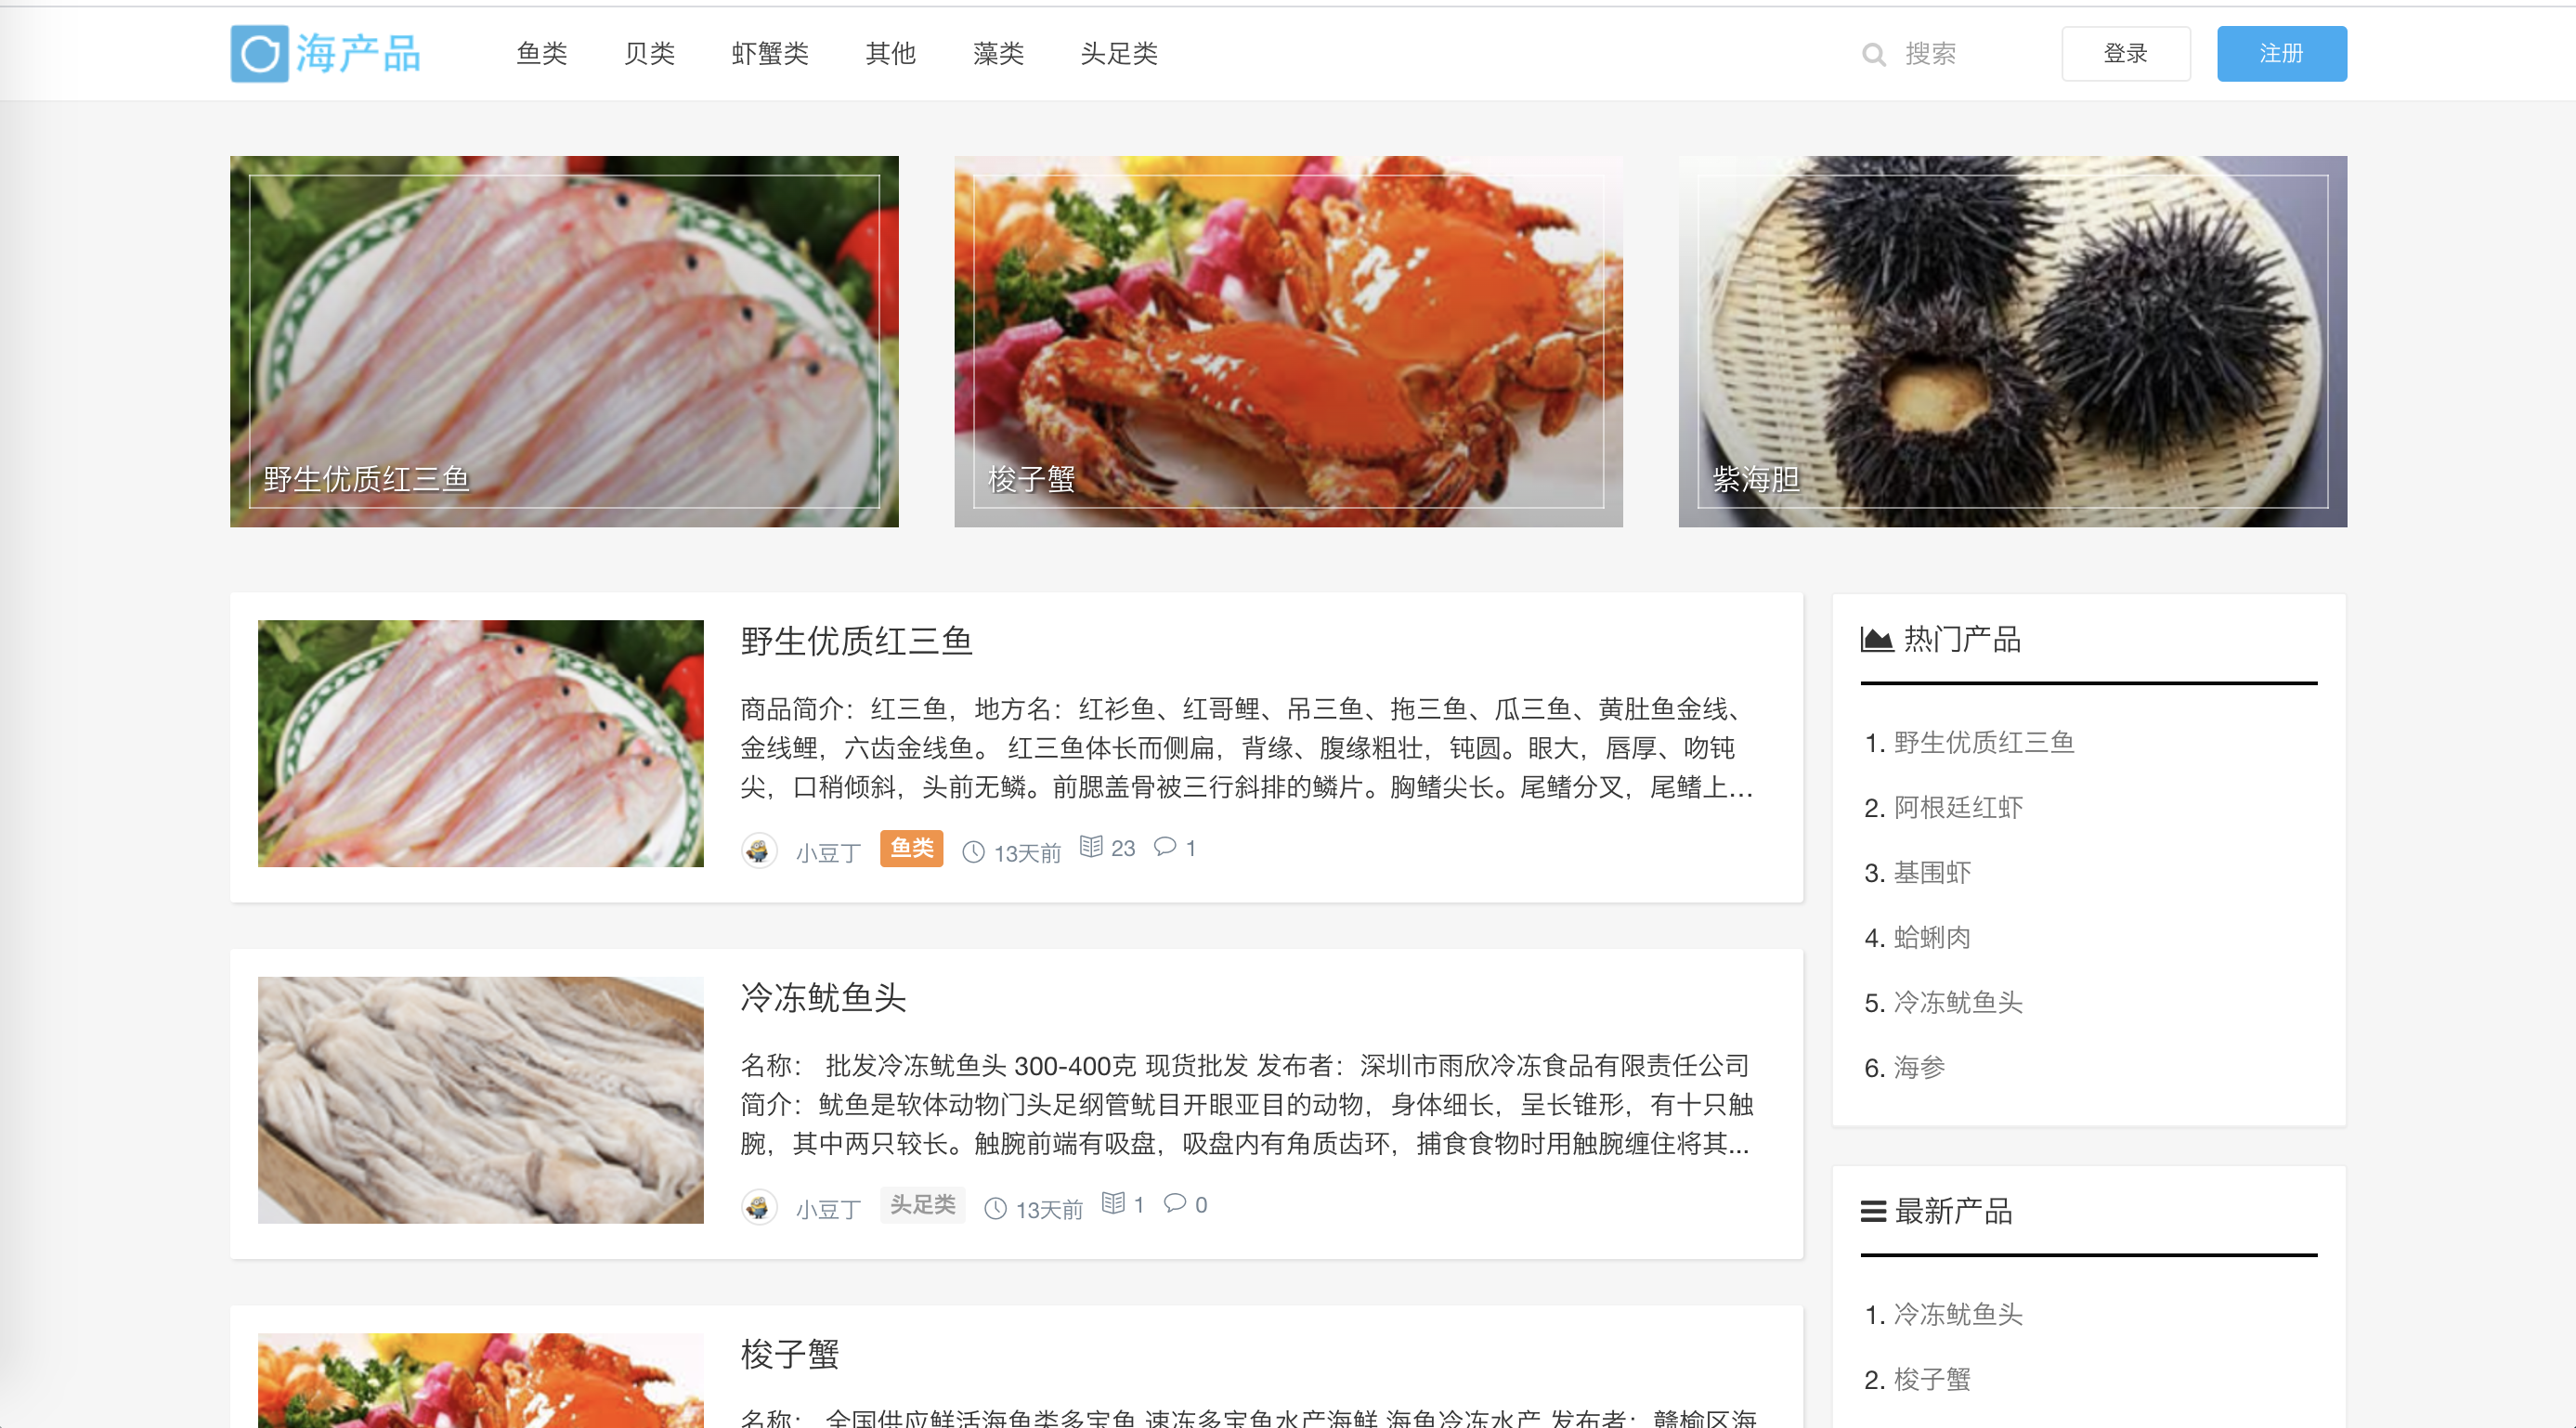 海产品
鱼类 贝类 虾蟹类 其他 藻类 头足类
搜索
登录
注册
野生优质红三鱼
梭子蟹
紫海胆
野生优质红三鱼
商品简介：红三鱼，地方名：红衫鱼、红哥鲤、吊三鱼、拖三鱼、瓜三鱼、黄肚鱼金线、
金线鲤，六齿金线鱼。 红三鱼体长而侧扁，背缘、腹缘粗壮，钝圆。眼大，唇厚、吻钝
尖，口稍倾斜，头前无鳞。前腮盖骨被三行斜排的鳞片。胸鳍尖长。尾鳍分叉，尾鳍上...
小豆丁 鱼类 13天前 23 1
冷冻鱿鱼头
名称： 批发冷冻鱿鱼头 300-400克 现货批发 发布者：深圳市雨欣冷冻食品有限责任公司
简介：鱿鱼是软体动物门头足纲管鱿目开眼亚目的动物，身体细长，呈长锥形，有十只触
腕，其中两只较长。触腕前端有吸盘，吸盘内有角质齿环，捕食食物时用触腕缠住将其...
小豆丁 头足类 13天前 1 0
梭子蟹
名称： 全国供应鲜活海鱼类多宝鱼 速冻多宝鱼水产海鲜 海鱼冷冻水产 发布者：赣榆区海
热门产品
1. 野生优质红三鱼
2. 阿根廷红虾
3. 基围虾
4. 蛤蜊肉
5. 冷冻鱿鱼头
6. 海参
最新产品
1. 冷冻鱿鱼头
2. 梭子蟹